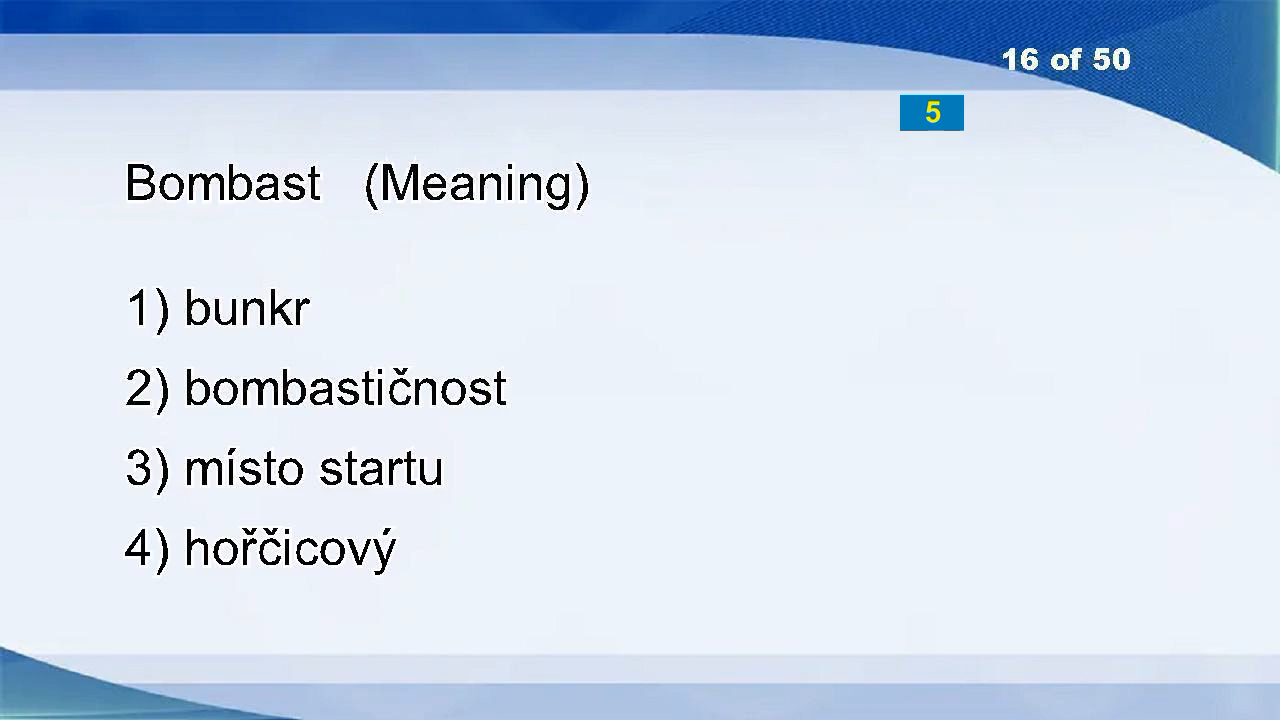 16 of 50
5
Bombast (Meaning)
1) bunkr
2) bombastičnost
3) místo startu
4) hořčicový